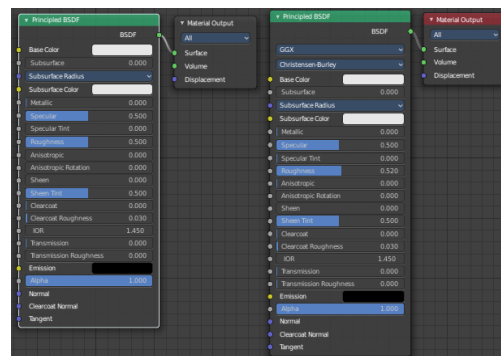 Principled BSDF
BSDF
Base Color
Subsurface 0.000
Subsurface Radius
Subsurface Color
Metallic 0.000
Specular 0.500
Specular Tint 0.000
Roughness 0.500
Anisotropic 0.000
Anisotropic Rotation 0.000
Sheen 0.000
Sheen Tint 0.500
Clearcoat 0.000
Clearcoat Roughness 0.030
IOR 1.450
Transmission 0.000
Transmission Roughness 0.000
Emission
Alpha 1.000
Normal
Clearcoat Normal
Tangent
Material Output
All
Surface
Volume
Displacement
Principled BSDF
BSDF
GGX
Christensen-Burley
Base Color
Subsurface 0.000
Subsurface Radius
Subsurface Color
Metallic 0.000
Specular 0.500
Specular Tint 0.000
Roughness 0.520
Anisotropic 0.000
Anisotropic Rotation 0.000
Sheen 0.000
Sheen Tint 0.500
Clearcoat 0.000
Clearcoat Roughness 0.030
IOR 1.450
Transmission 0.000
Transmission Roughness 0.000
Emission
Alpha 1.000
Normal
Clearcoat Normal
Tangent
Material Output
All
Surface
Volume
Displacement